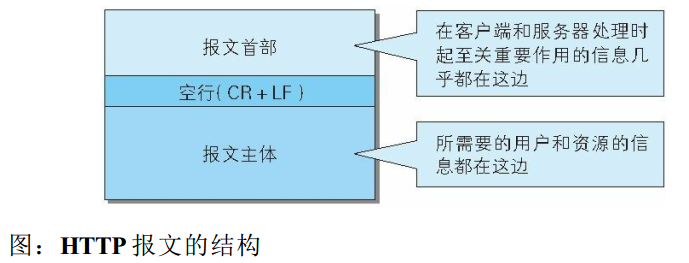 报文首部
在客户端和服务器处理时
起至关重要作用的信息几
乎都在这边
空行(CR+LF)
报文主体
所需要的用户和资源的信
息都在这边
图：HTTP 报文的结构